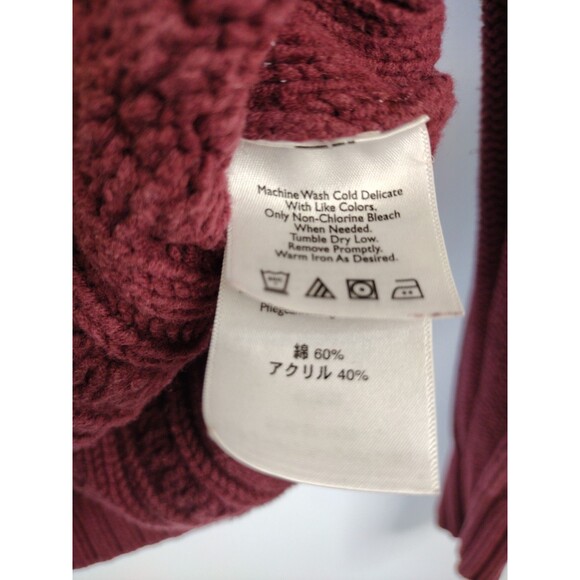 Machine Wash Cold Delicate
With Like Colors.
Only Non-Chlorine Bleach
When Needed.
Tumble Dry Low.
Remove Promptly.
Warm Iron As Desired.
綿 60%
アクリル 40%